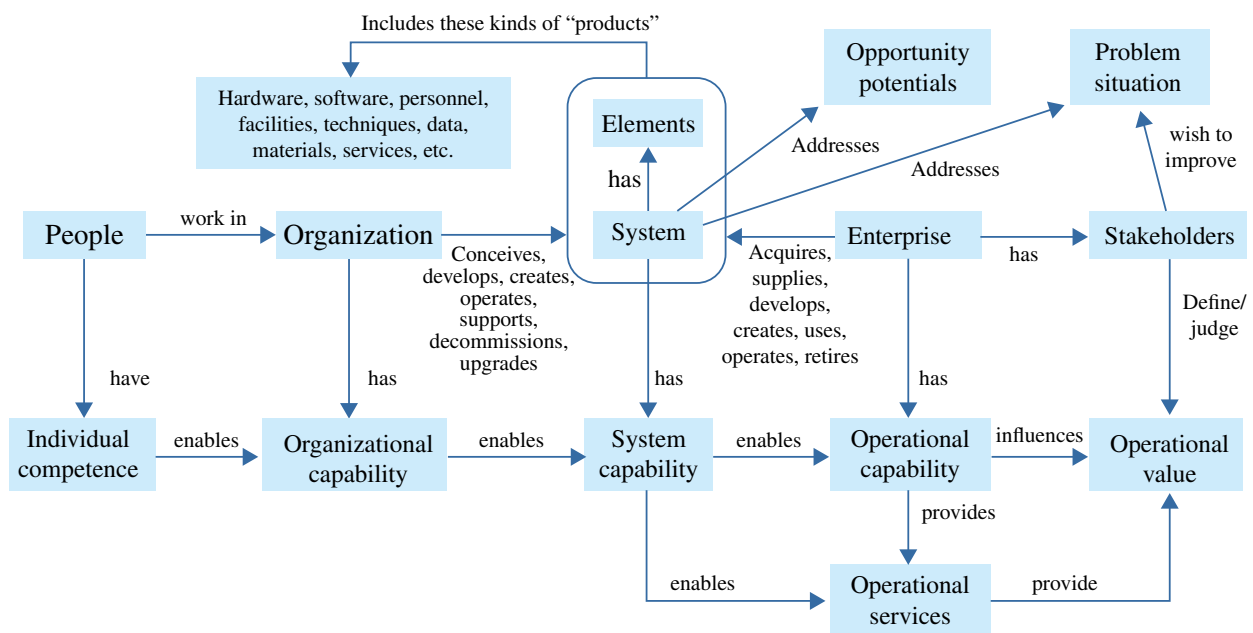 Includes these kinds of “products”
Opportunity
potentials
Problem
situation
Hardware, software, personnel,
facilities, techniques, data,
materials, services, etc.
Elements
has
Addresses
Addresses
wish to
improve
People
work in
Organization
System
Enterprise
has
Stakeholders
Conceives,
develops, creates,
operates,
supports,
decommissions,
upgrades
Acquires,
supplies,
develops,
creates, uses,
operates, retires
Define/
judge
have
has
has
has
Individual
competence
enables
Organizational
capability
enables
System
capability
enables
Operational
capability
influences
Operational
value
provides
enables
Operational
services
provide